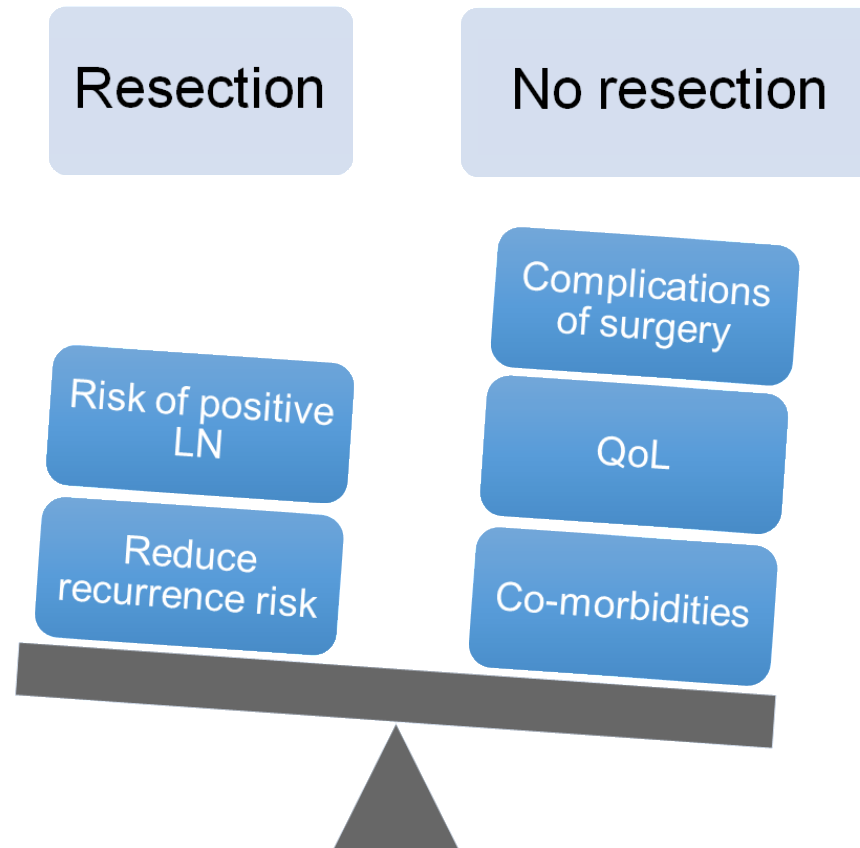 Resection
No resection
Complications
of surgery
Risk of positive
LN
QoL
Reduce
recurrence risk
Co-morbidities